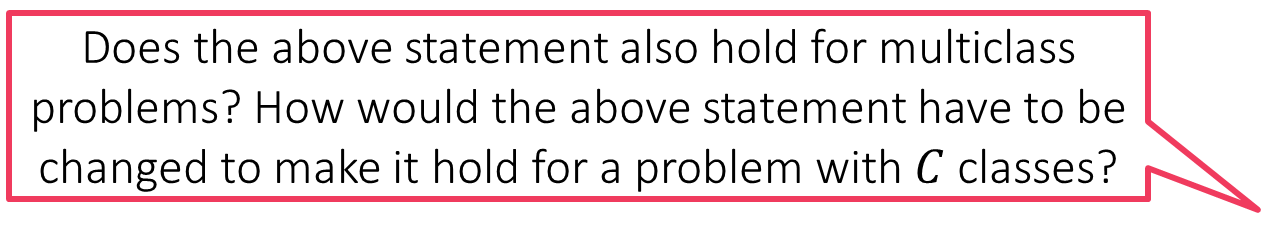 Does the above statement also hold for multiclass
problems? How would the above statement have to be
changed to make it hold for a problem with C classes?